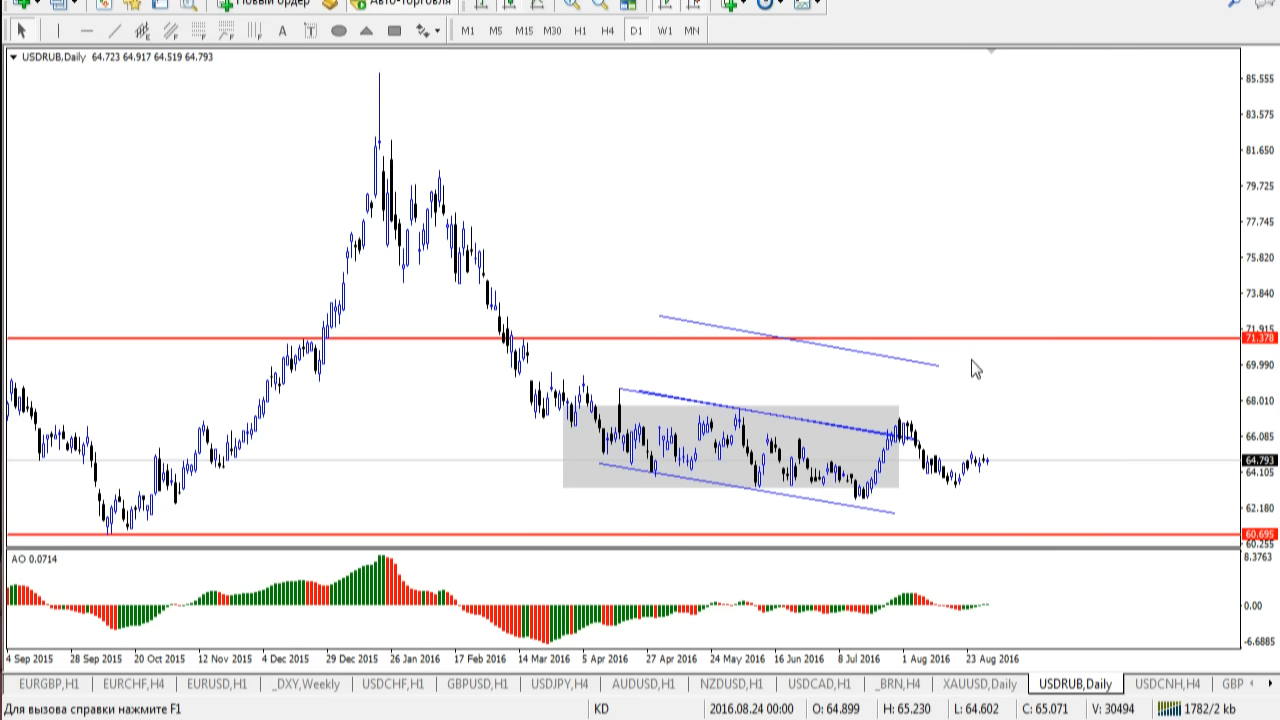 Новый ордер Авто-торговля
A T M1 M5 M15 M30 H1 H4 D1 W1 MN
USDRUB,Daily 64.723 64.917 64.519 64.793
85.555
83.575
81.650
79.725
77.745
75.820
73.840
71.915
71.378
69.990
68.010
66.085
64.793
64.105
62.180
60.695
60.255
AO 0.0714
8.3763
0.00
-6.6885
4 Sep 2015 28 Sep 2015 20 Oct 2015 12 Nov 2015 4 Dec 2015 29 Dec 2015 26 Jan 2016 17 Feb 2016 14 Mar 2016 5 Apr 2016 27 Apr 2016 24 May 2016 16 Jun 2016 8 Jul 2016 1 Aug 2016 23 Aug 2016
EURGBP,H1 EURCHF,H4 EURUSD,H1 _DXY,Weekly USDCHF,H1 GBPUSD,H1 USDJPY,H4 AUDUSD,H1 NZDUSD,H1 USDCAD,H1 _BRN,H4 XAUUSD,Daily USDRUB,Daily USDCNH,H4 GBP
Для вызова справки нажмите F1 KD 2016.08.24 00:00 O: 64.899 H: 65.230 L: 64.602 C: 65.071 V: 30494 1782/2 kb